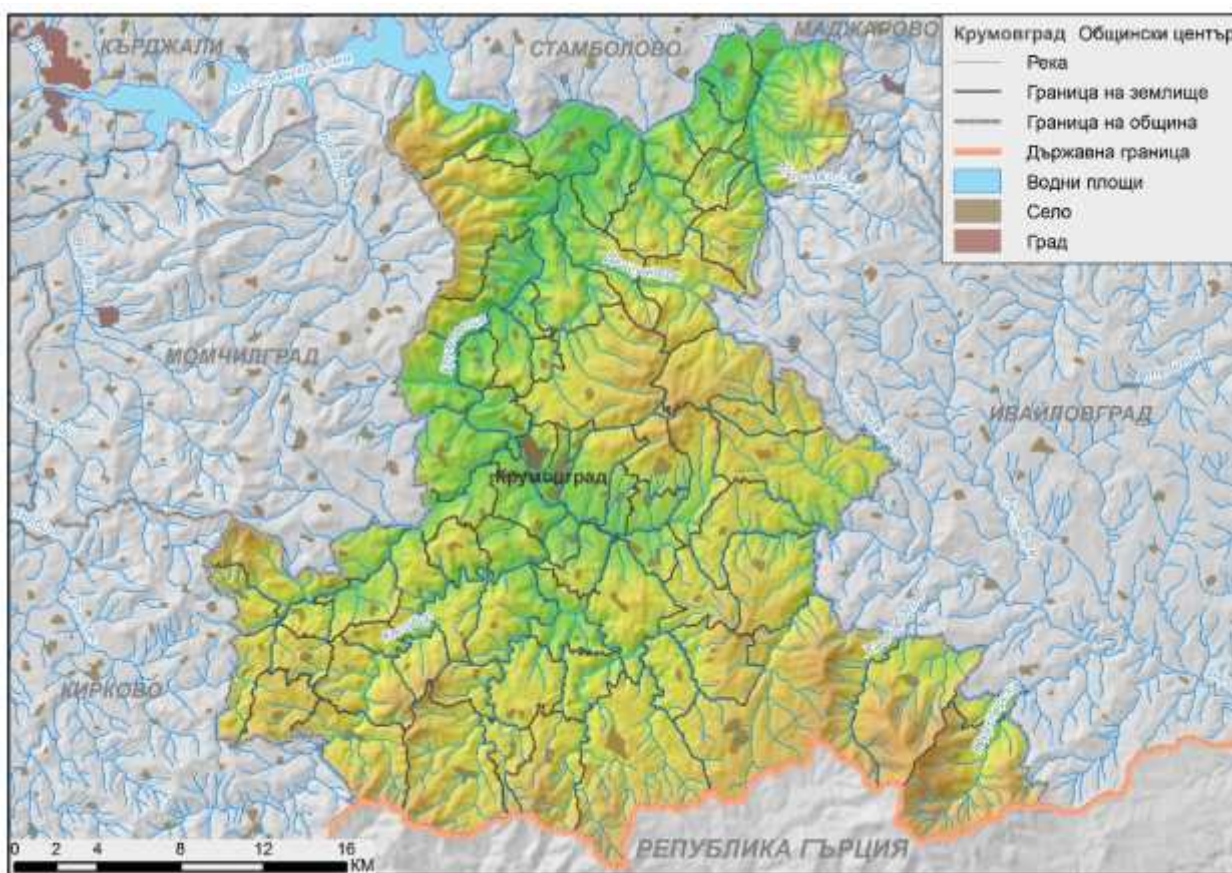 КЪРДЖАЛИ
СТАМБОЛОВО
МАДЖАРОВО
Крумовград Общински център
Река
Граница на землище
Граница на община
Държавна граница
Водни площи
Село
Град
МОМЧИЛГРАД
ИВАЙЛОВГРАД
Крумовград
КИРКОВО
РЕПУБЛИКА ГЪРЦИЯ
0 2 4 8 12 16
КМ